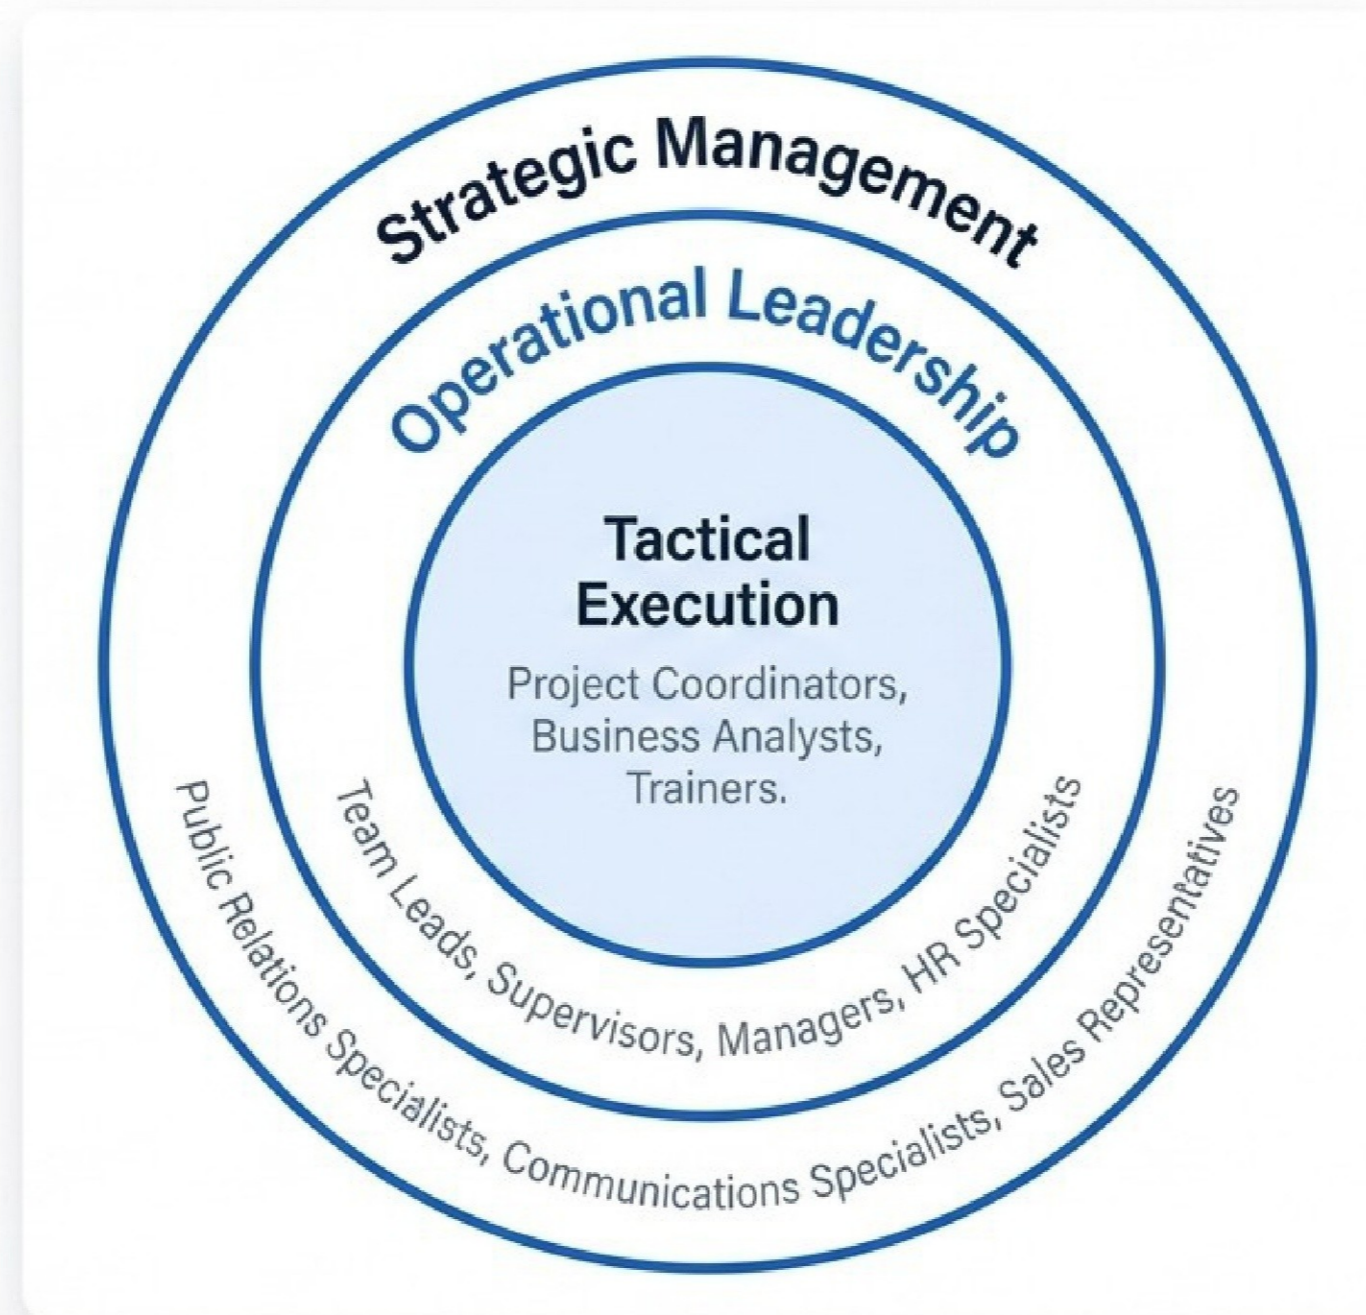 Strategic Management
Operational Leadership
Tactical
Execution
Project Coordinators,
Business Analysts,
Trainers.
Team Leads, Supervisors, Managers, HR Specialists
Public Relations Specialists, Communications Specialists, Sales Representatives